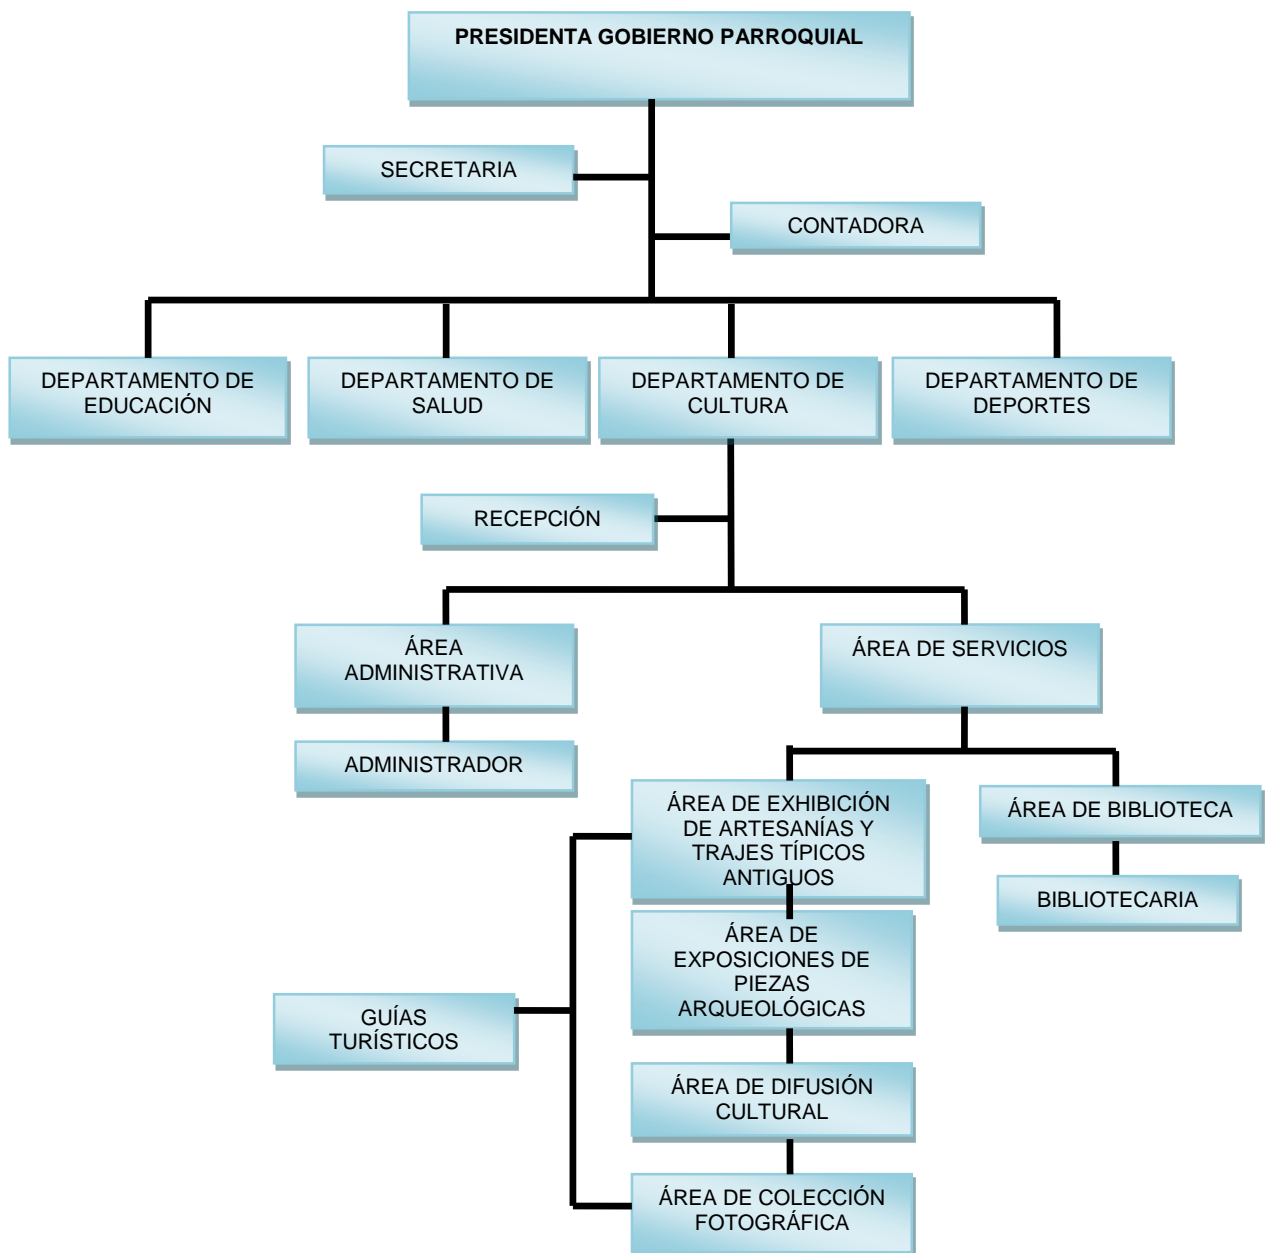 PRESIDENTA GOBIERNO PARROQUIAL
SECRETARIA
CONTADORA
DEPARTAMENTO DE
EDUCACIÓN
DEPARTAMENTO DE
SALUD
DEPARTAMENTO DE
CULTURA
DEPARTAMENTO DE
DEPORTES
RECEPCIÓN
ÁREA
ADMINISTRATIVA
ÁREA DE SERVICIOS
ADMINISTRADOR
ÁREA DE EXHIBICIÓN
DE ARTESANÍAS Y
TRAJES TÍPICOS
ANTIGUOS
ÁREA DE BIBLIOTECA
BIBLIOTECARIA
ÁREA DE
EXPOSICIONES DE
PIEZAS
ARQUEOLÓGICAS
GUÍAS
TURÍSTICOS
ÁREA DE DIFUSIÓN
CULTURAL
ÁREA DE COLECCIÓN
FOTOGRÁFICA